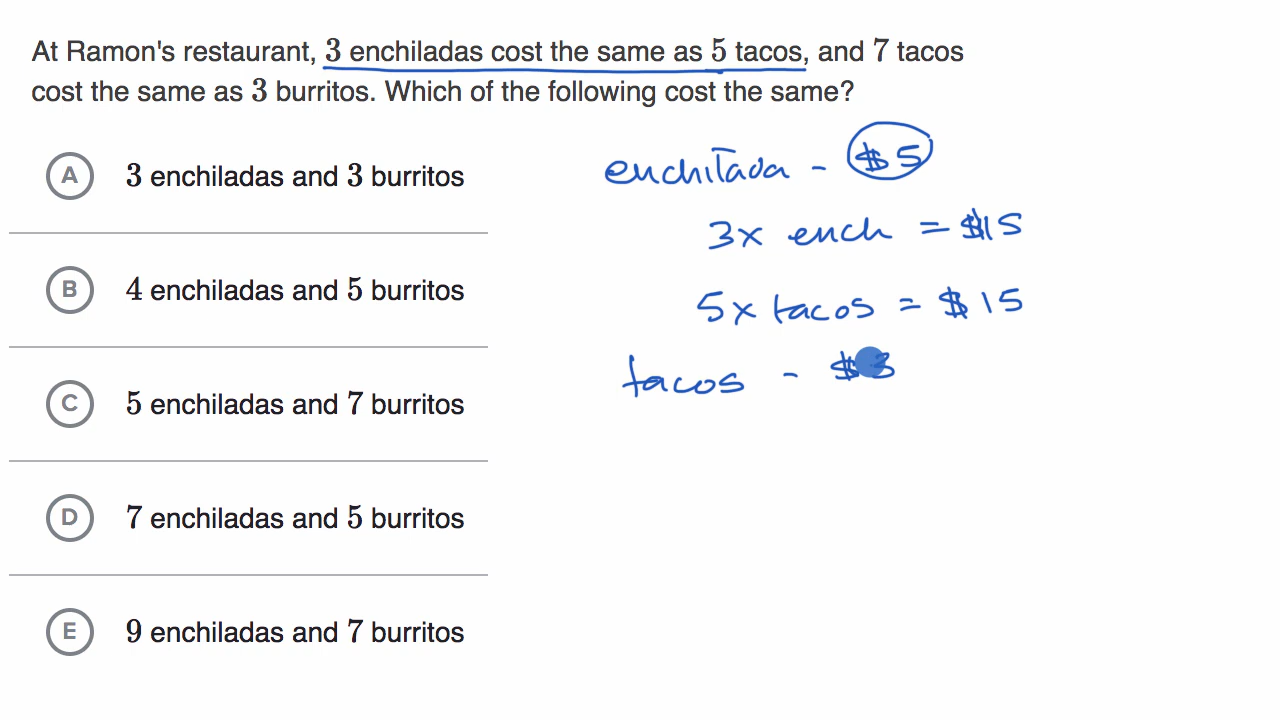 At Ramon's restaurant, 3 enchiladas cost the same as 5 tacos, and 7 tacos
cost the same as 3 burritos. Which of the following cost the same?
A 3 enchiladas and 3 burritos
B 4 enchiladas and 5 burritos
C 5 enchiladas and 7 burritos
D 7 enchiladas and 5 burritos
E 9 enchiladas and 7 burritos
enchilada - $5
3x ench = $15
5x tacos = $15
tacos - $3